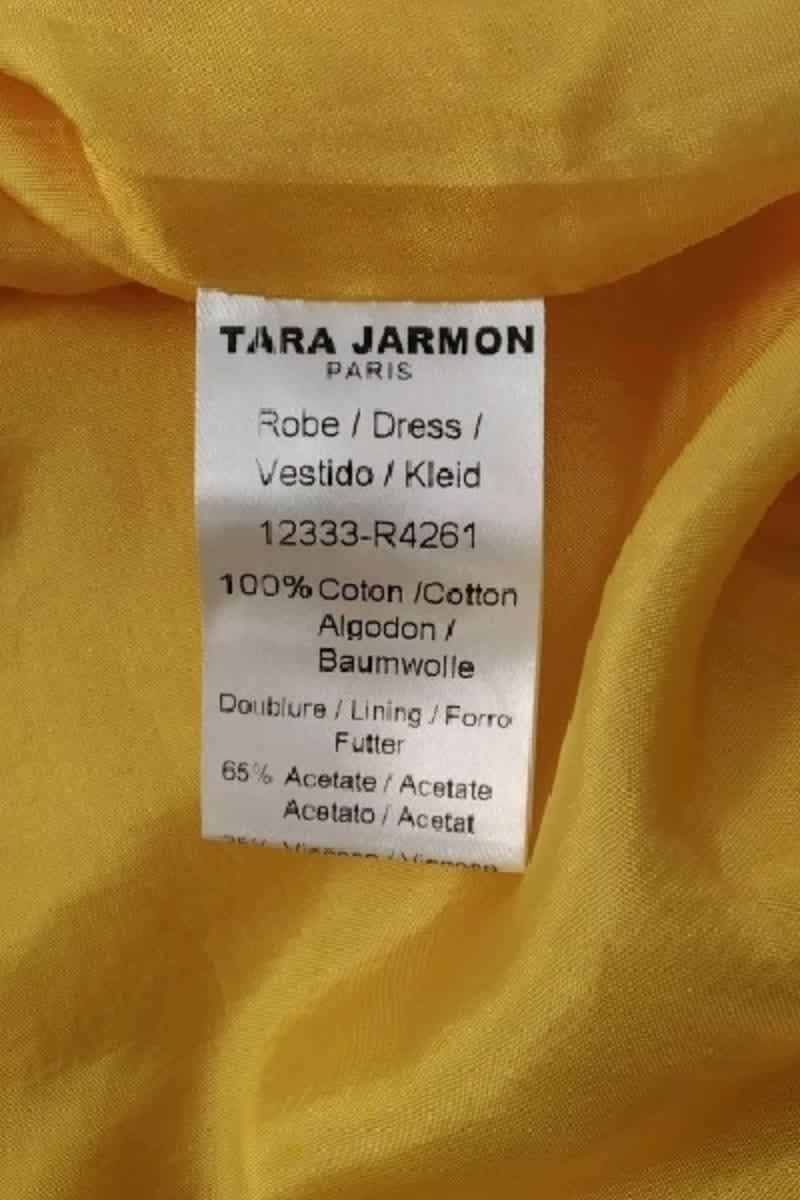 TARA JARMON
PARIS
Robe / Dress /
Vestido / Kleid
12333-R4261
100% Coton /Cotton
Algodon /
Baumwolle
Doublure / Lining / Forro
Futter
65% Acetate / Acetate
Acetato / Acetat